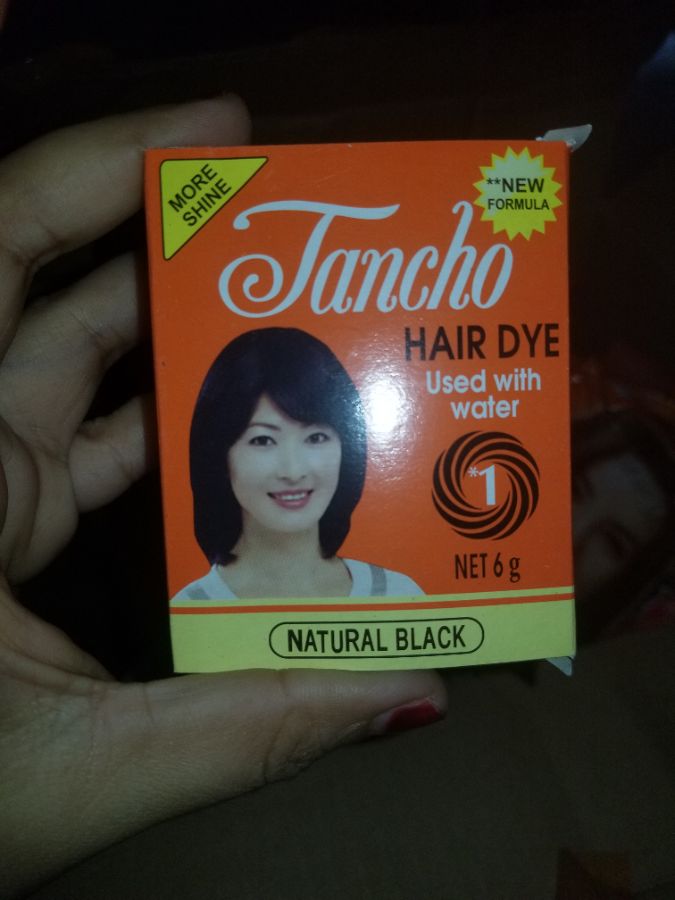 MORE
SHINE
**NEW
FORMULA
Tancho
HAIR DYE
Used with
water
*1
NET 6 g
NATURAL BLACK